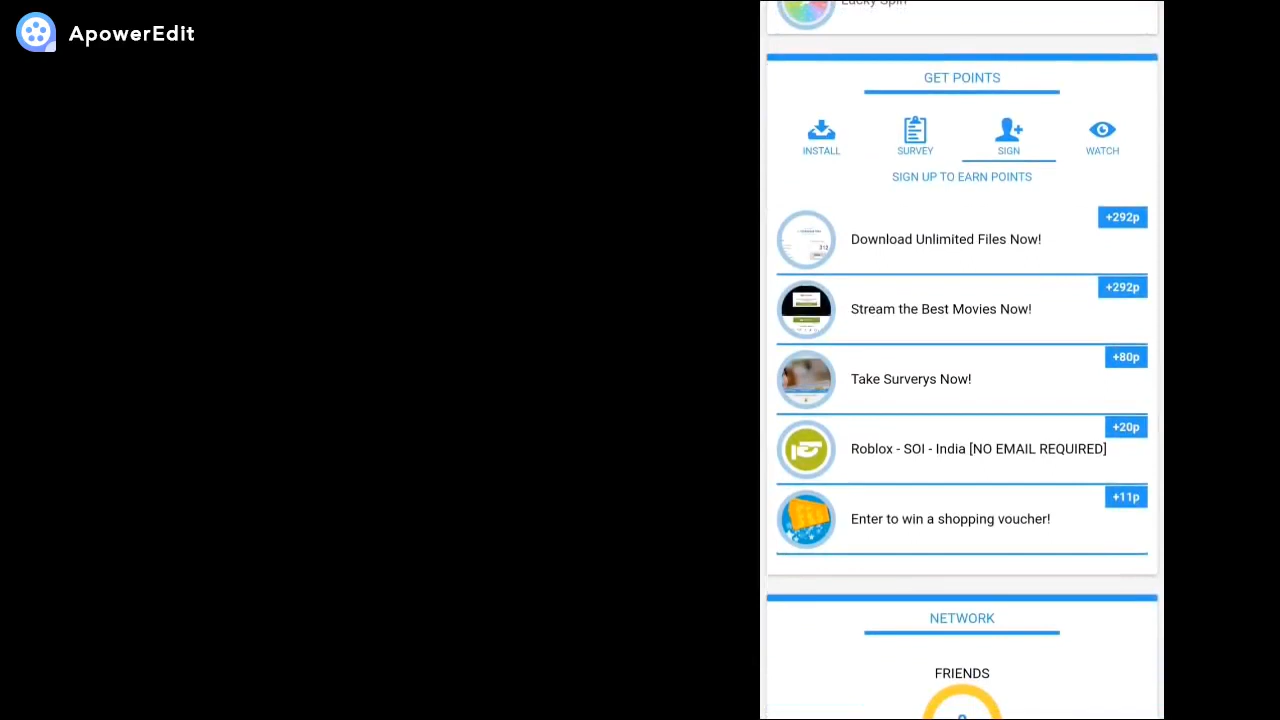 ApowerEdit
Lucky Spin
GET POINTS
INSTALL
SURVEY
SIGN
WATCH
SIGN UP TO EARN POINTS
+292p
Download Unlimited Files Now!
+292p
Stream the Best Movies Now!
+80p
Take Surverys Now!
+20p
Roblox - SOI - India [NO EMAIL REQUIRED]
+11p
Enter to win a shopping voucher!
NETWORK
FRIENDS